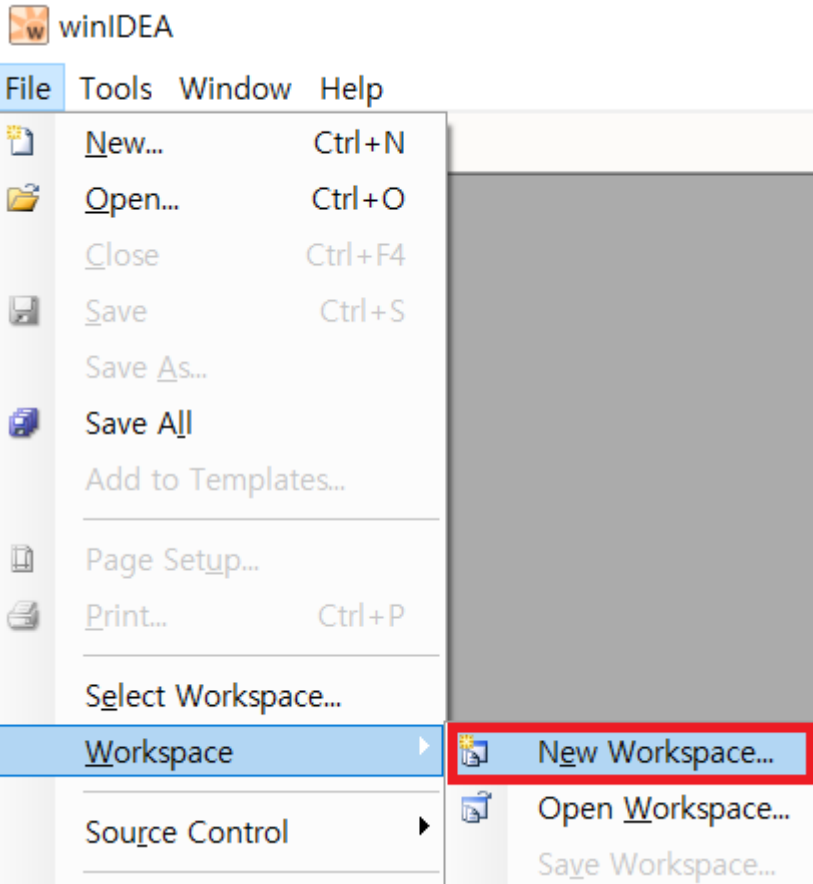 winIDEA
File Tools Window Help
New... Ctrl+N
Open... Ctrl+O
Close Ctrl+F4
Save Ctrl+S
Save As...
Save All
Add to Templates...
Page Setup...
Print... Ctrl+P
Select Workspace...
Workspace
New Workspace...
Open Workspace...
Source Control
Save Workspace...